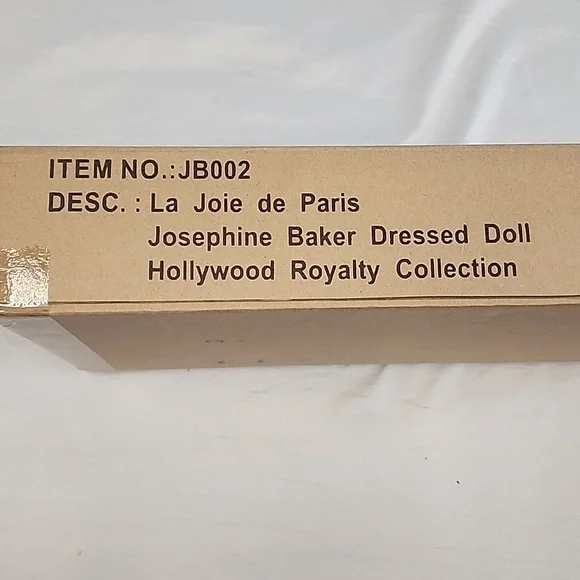 ITEM NO.:JB002
DESC. : La Joie de Paris
Josephine Baker Dressed Doll
Hollywood Royalty Collection